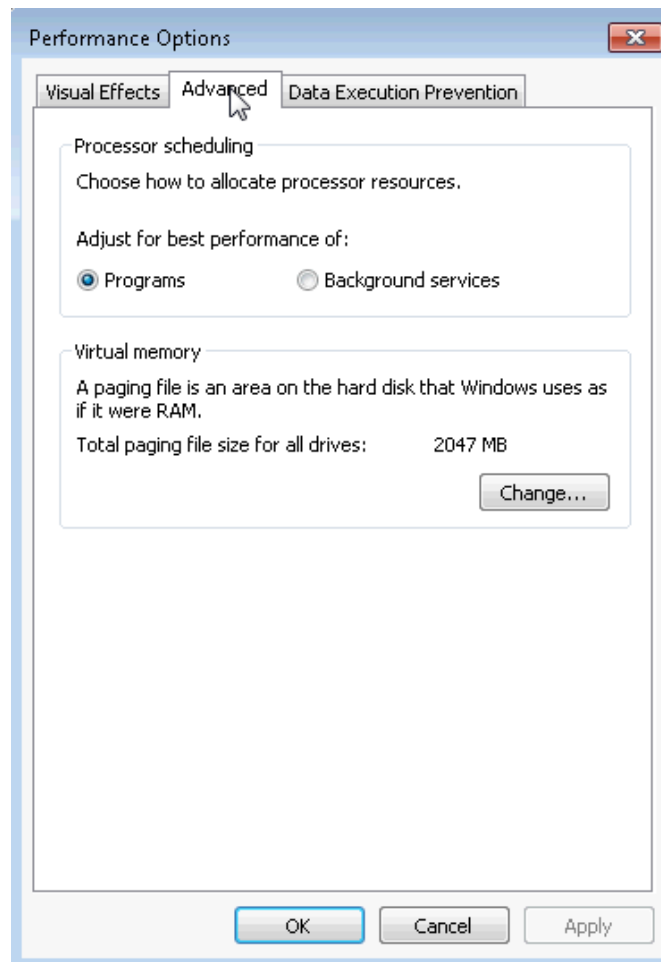 Performance Options
Visual Effects Advanced Data Execution Prevention
Processor scheduling
Choose how to allocate processor resources.
Adjust for best performance of:
Programs Background services
Virtual memory
A paging file is an area on the hard disk that Windows uses as
if it were RAM.
Total paging file size for all drives: 2047 MB
Change...
OK Cancel Apply